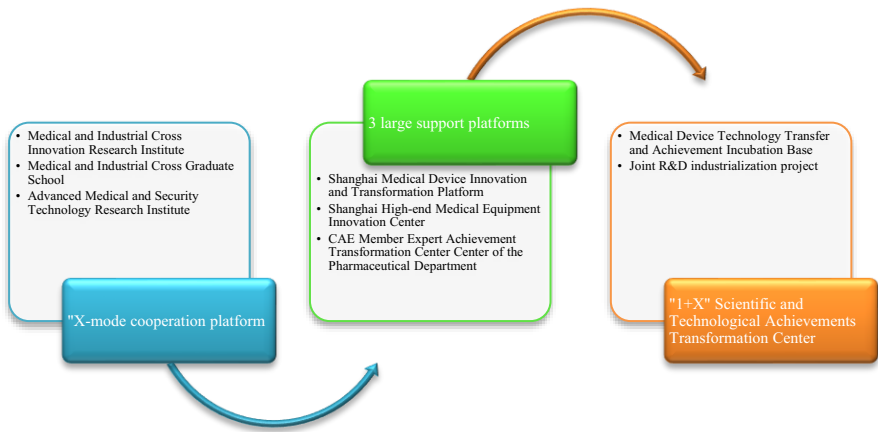 • Medical and Industrial Cross
Innovation Research Institute
• Medical and Industrial Cross Graduate
School
• Advanced Medical and Security
Technology Research Institute
"X-mode cooperation platform
3 large support platforms
• Shanghai Medical Device Innovation
and Transformation Platform
• Shanghai High-end Medical Equipment
Innovation Center
• CAE Member Expert Achievement
Transformation Center Center of the
Pharmaceutical Department
• Medical Device Technology Transfer
and Achievement Incubation Base
• Joint R&D industrialization project
"1+X" Scientific and
Technological Achievements
Transformation Center